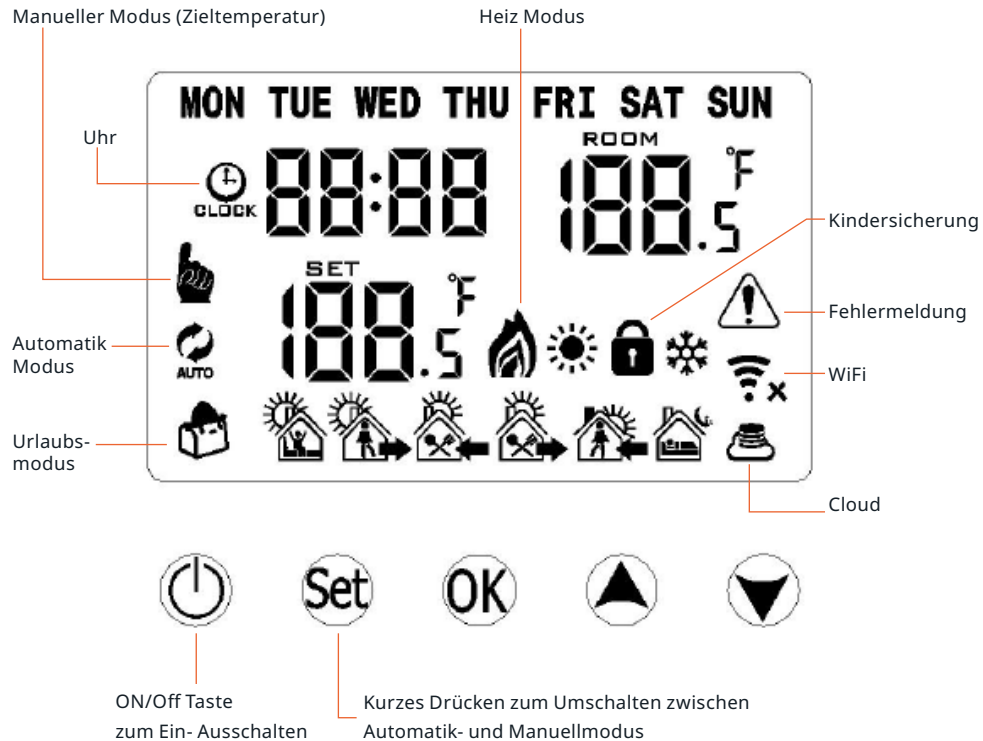 Manueller Modus (Zieltemperatur)
Heiz Modus
MON TUE WED THU FRI SAT SUN
Uhr
CLOCK
88:88
ROOM
188.5
°F
Kindersicherung
SET
188.5
°F
Fehlermeldung
Automatik
Modus
AUTO
WiFi
Urlaubs-
modus
Cloud
Set
OK
ON/Off Taste
zum Ein- Ausschalten
Kurzes Drücken zum Umschalten zwischen
Automatik- und Manuellmodus